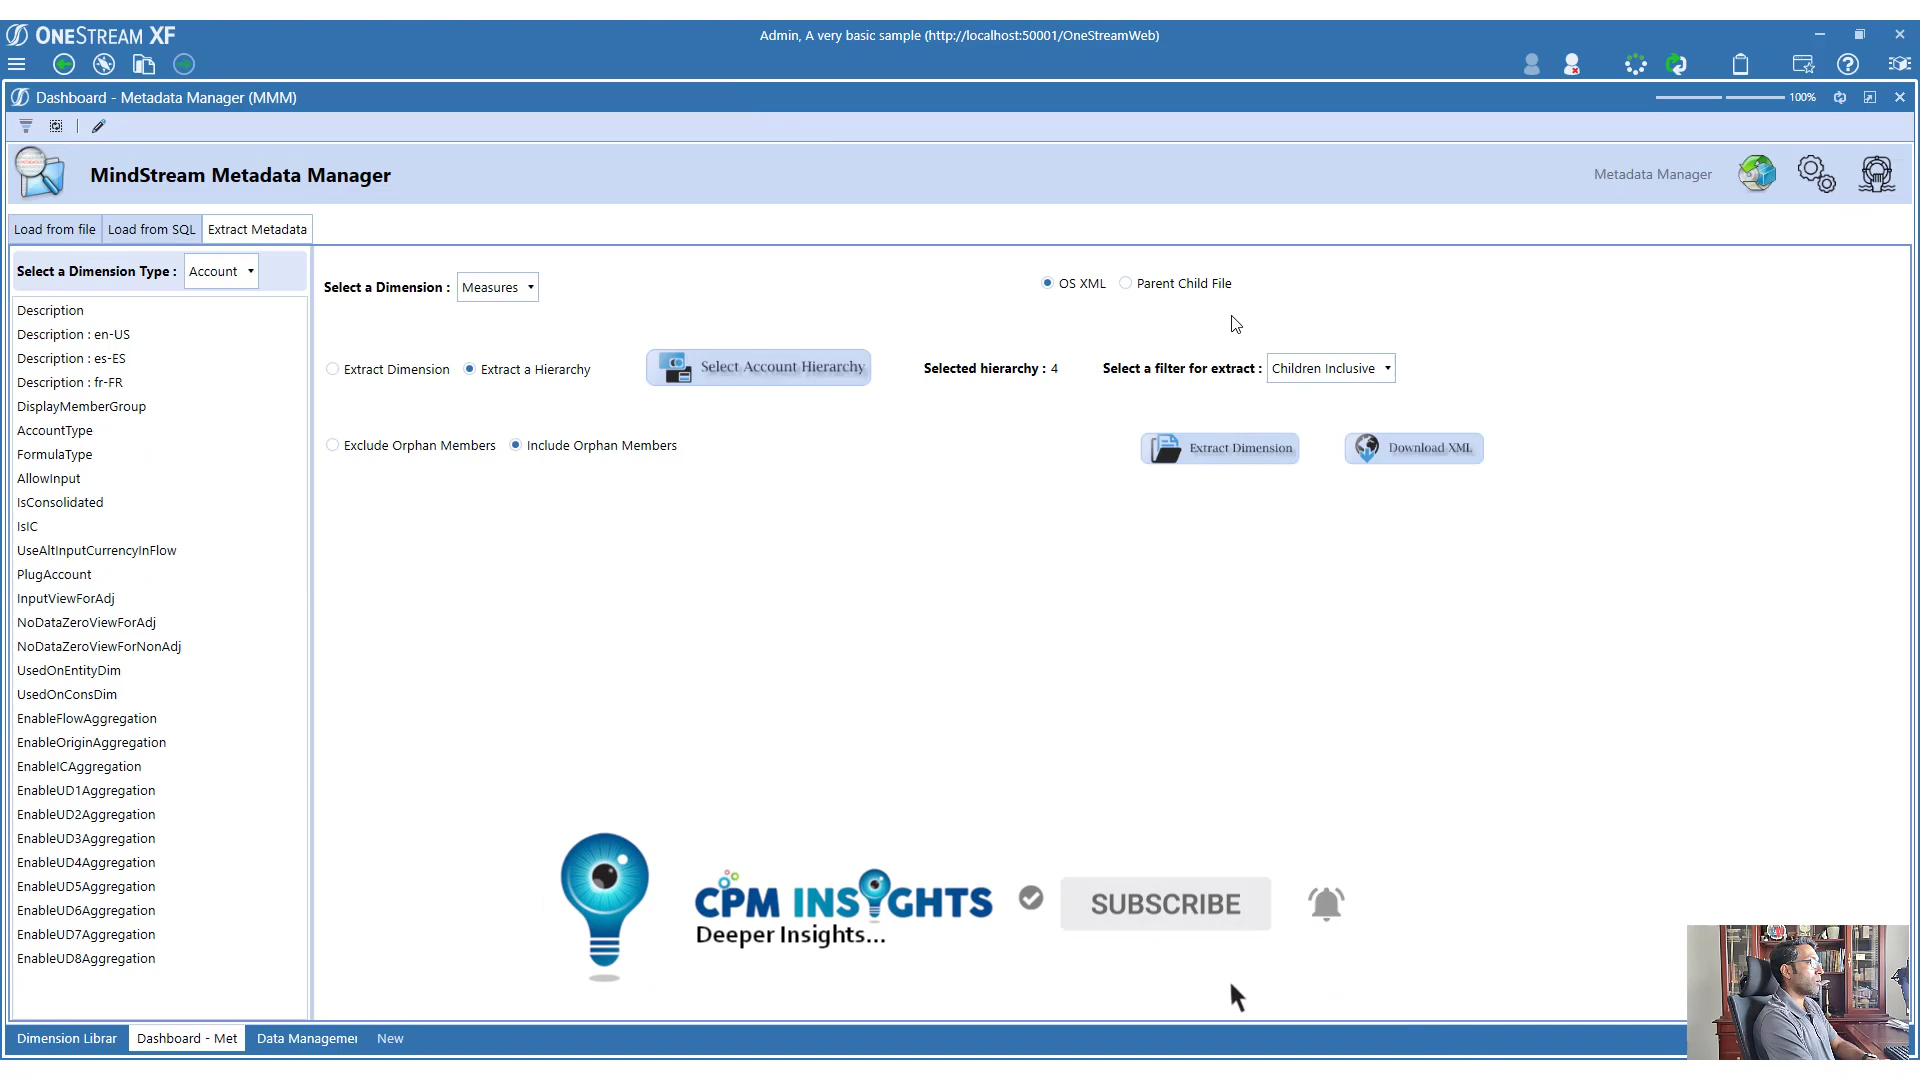 ONESTREAM XF
Admin, A very basic sample (http://localhost:50001/OneStreamWeb)
Dashboard - Metadata Manager (MMM)
100%
MindStream Metadata Manager
Metadata Manager
Load from file
Load from SQL
Extract Metadata
Select a Dimension Type :
Account
Select a Dimension :
Measures
OS XML
Parent Child File
Extract Dimension
Extract a Hierarchy
Select Account Hierarchy
Selected hierarchy : 4
Select a filter for extract :
Children Inclusive
Exclude Orphan Members
Include Orphan Members
Extract Dimension
Download XML
Description
Description : en-US
Description : es-ES
Description : fr-FR
DisplayMemberGroup
AccountType
FormulaType
AllowInput
IsConsolidated
IsIC
UseAltInputCurrencyInFlow
PlugAccount
InputViewForAdj
NoDataZeroViewForAdj
NoDataZeroViewForNonAdj
UsedOnEntityDim
UsedOnConsDim
EnableFlowAggregation
EnableOriginAggregation
EnableICAggregation
EnableUD1Aggregation
EnableUD2Aggregation
EnableUD3Aggregation
EnableUD4Aggregation
EnableUD5Aggregation
EnableUD6Aggregation
EnableUD7Aggregation
EnableUD8Aggregation
CPM INSIGHTS
Deeper Insights...
SUBSCRIBE
Dimension Librar
Dashboard - Met
Data Managemer
New